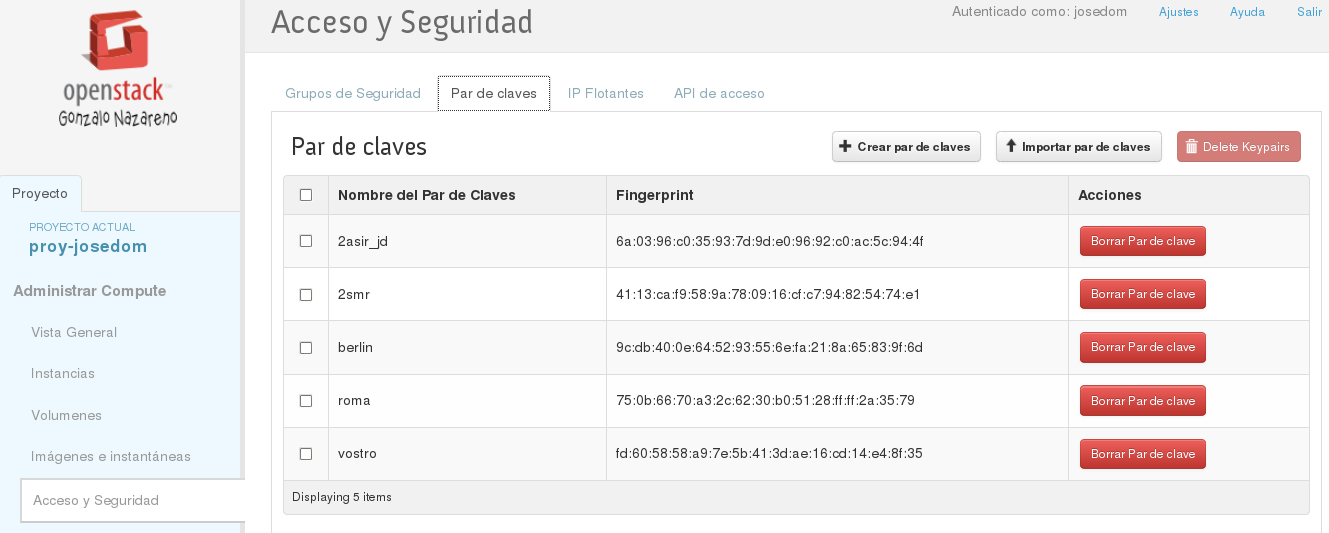 openstack™
Gonzalo Nazareno
Proyecto
PROYECTO ACTUAL
proy-josedom
Administrar Compute
Vista General
Instancias
Volumenes
Imágenes e instantáneas
Acceso y Seguridad
Acceso y Seguridad
Autenticado como: josedom Ajustes Ayuda Salir
Grupos de Seguridad Par de claves IP Flotantes API de acceso
Par de claves
Crear par de claves Importar par de claves Delete Keypairs
Nombre del Par de Claves Fingerprint Acciones
2asir_jd 6a:03:96:c0:35:93:7d:9d:e0:96:92:c0:ac:5c:94:4f Borrar Par de clave
2smr 41:13:ca:f9:58:9a:78:09:16:cf:c7:94:82:54:74:e1 Borrar Par de clave
berlin 9c:db:40:0e:64:52:93:55:6e:fa:21:8a:65:83:9f:6d Borrar Par de clave
roma 75:0b:66:70:a3:2c:62:30:b0:51:28:ff:ff:2a:35:79 Borrar Par de clave
vostro fd:60:58:58:a9:7e:5b:41:3d:ae:16:cd:14:e4:8f:35 Borrar Par de clave
Displaying 5 items